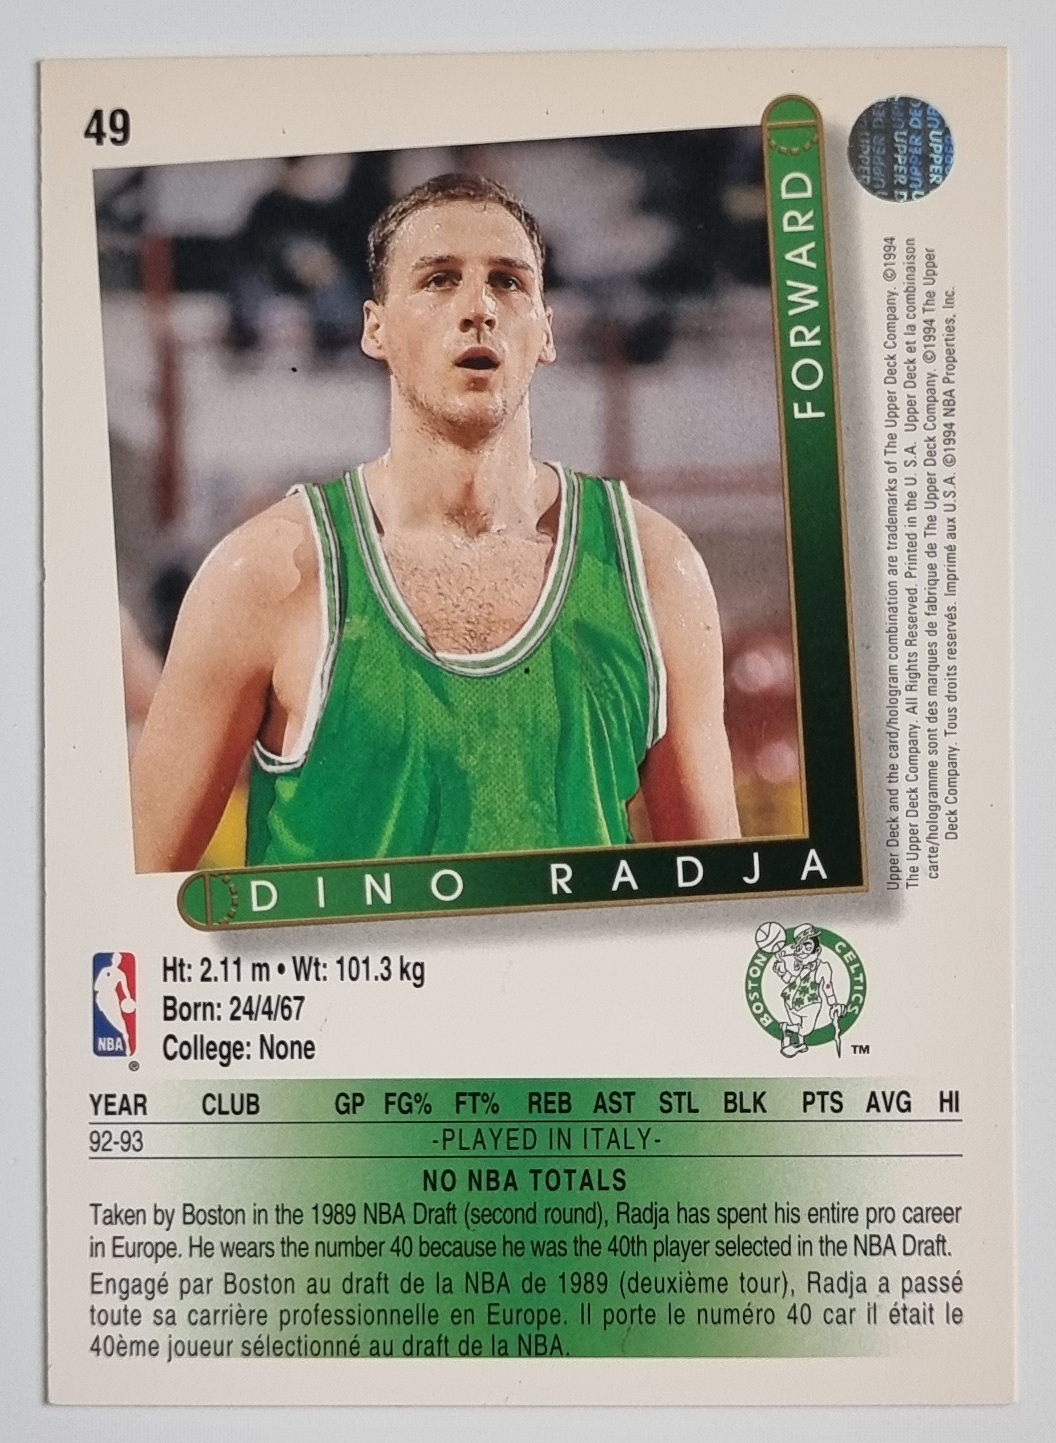 49
FORWARD
UPPER DECK
Upper Deck and the card/hologram combination are trademarks of The Upper Deck Company. ©1994
The Upper Deck Company. All Rights Reserved. Printed in the U. S.A. Upper Deck et la combinaison
carte/hologramme sont des marques de fabrique de The Upper Deck Company. ©1994 The Upper
Deck Company. Tous droits reservés. Imprimé aux U.S.A. ©1994 NBA Properties, Inc.
DINO RADJA
NBA ®
Ht: 2.11 m • Wt: 101.3 kg
Born: 24/4/67
College: None
BOSTON CELTICS TM
YEAR CLUB GP FG% FT% REB AST STL BLK PTS AVG HI
92-93 -PLAYED IN ITALY-
NO NBA TOTALS
Taken by Boston in the 1989 NBA Draft (second round), Radja has spent his entire pro career
in Europe. He wears the number 40 because he was the 40th player selected in the NBA Draft.
Engagé par Boston au draft de la NBA de 1989 (deuxième tour), Radja a passé
toute sa carrière professionnelle en Europe. Il porte le numéro 40 car il était le
40ème joueur sélectionné au draft de la NBA.